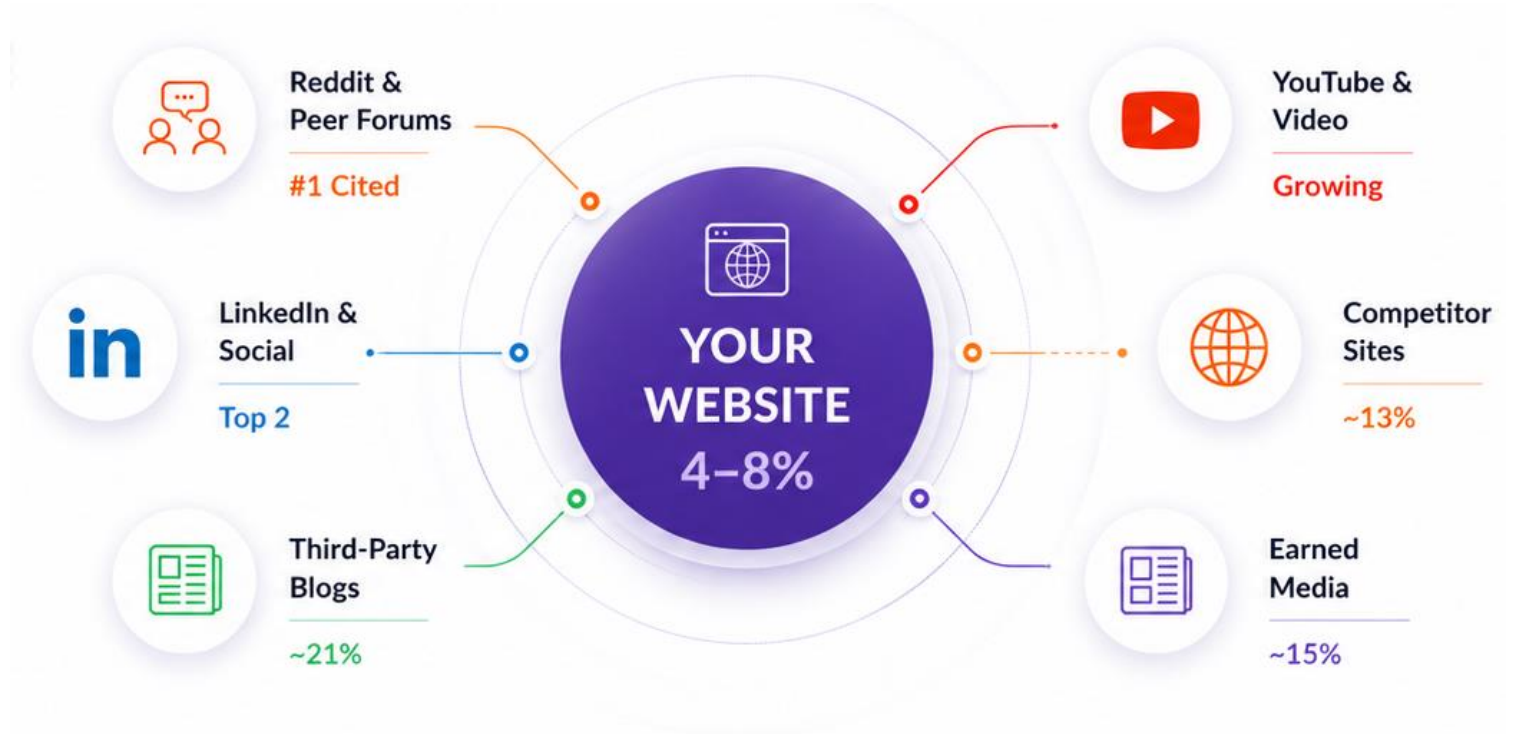 Reddit &
Peer Forums
#1 Cited
LinkedIn &
Social
Top 2
Third-Party
Blogs
~21%
YOUR
WEBSITE
4–8%
YouTube &
Video
Growing
Competitor
Sites
~13%
Earned
Media
~15%